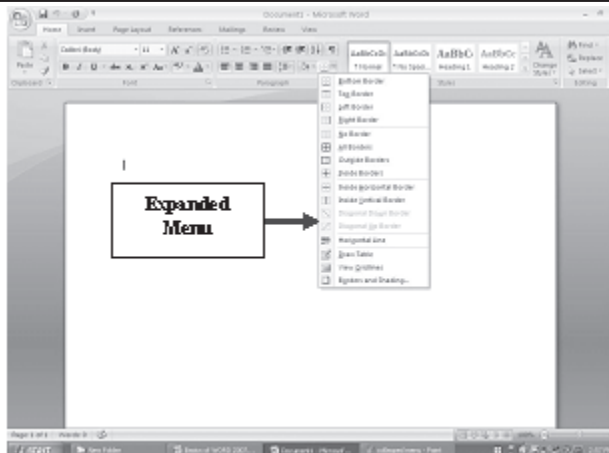 Document1 - Microsoft Word
Home Insert Page Layout References Mailings Review View
Calibri (Body) 11
Paste
Clipboard Font Paragraph Styles Editing
AaBbCcDc AaBbCcDc AaBbC AaBbCc
¶ Normal ¶ No Spaci... Heading 1 Heading 2
Change
Styles
Find
Replace
Select
Bottom Border
Top Border
Left Border
Right Border
No Border
All Borders
Outside Borders
Inside Borders
Inside Horizontal Border
Inside Vertical Border
Diagonal Down Border
Diagonal Up Border
Horizontal Line
Draw Table
View Gridlines
Borders and Shading...
Expanded
Menu
Page 1 of 1 Words: 0
New Folder
Document1 - Microsof...